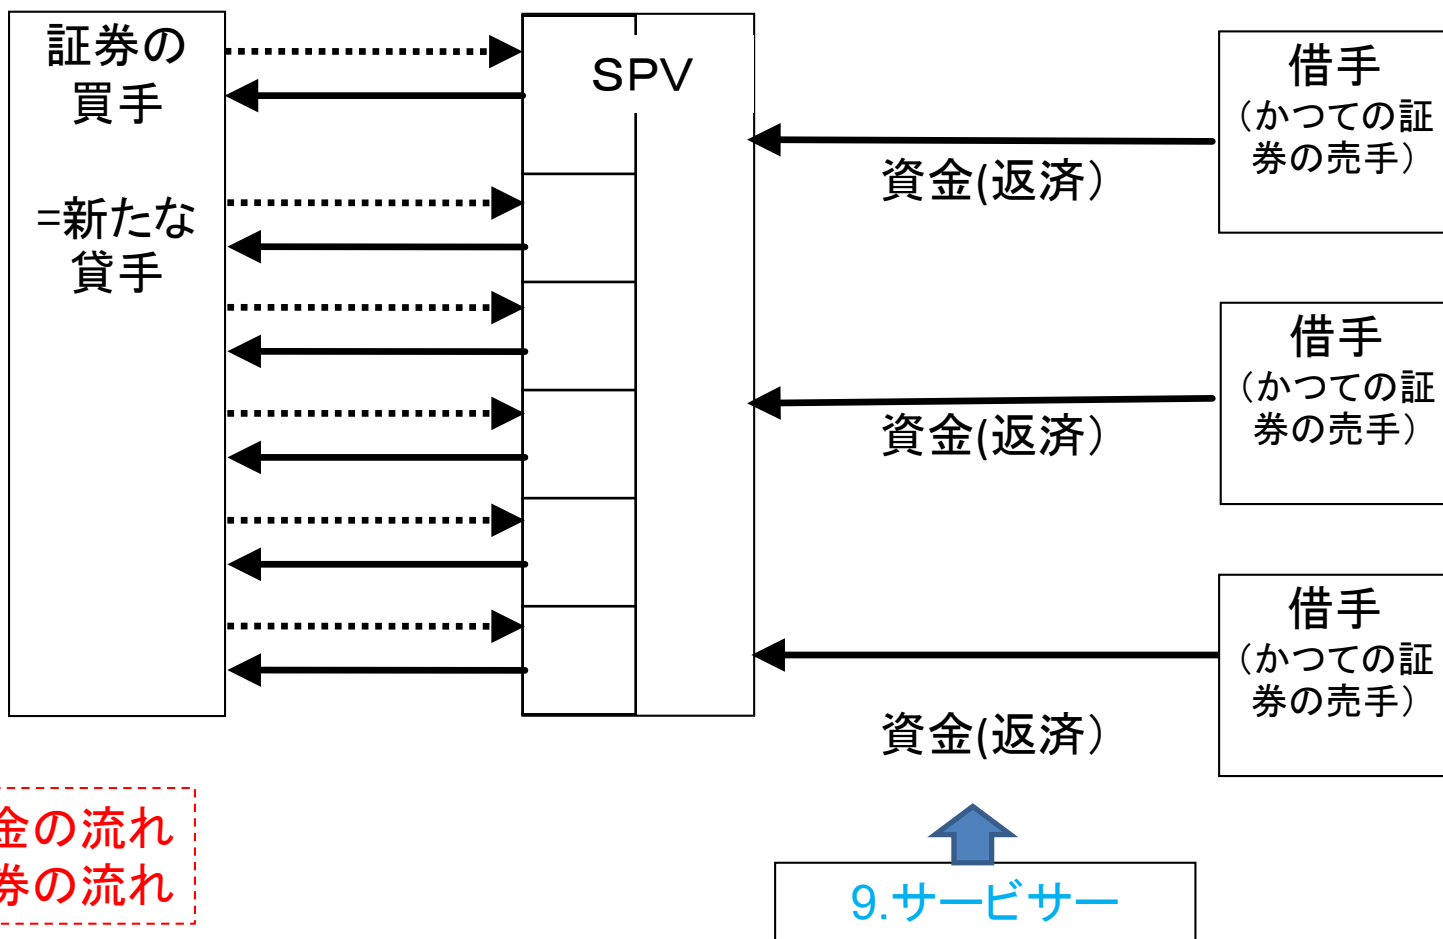 証券の
買手
=新たな
貸手
SPV
資金(返済）
資金(返済）
資金(返済）
借手
（かつての証
券の売手）
借手
（かつての証
券の売手）
借手
（かつての証
券の売手）
金の流れ
券の流れ
9.サービサー